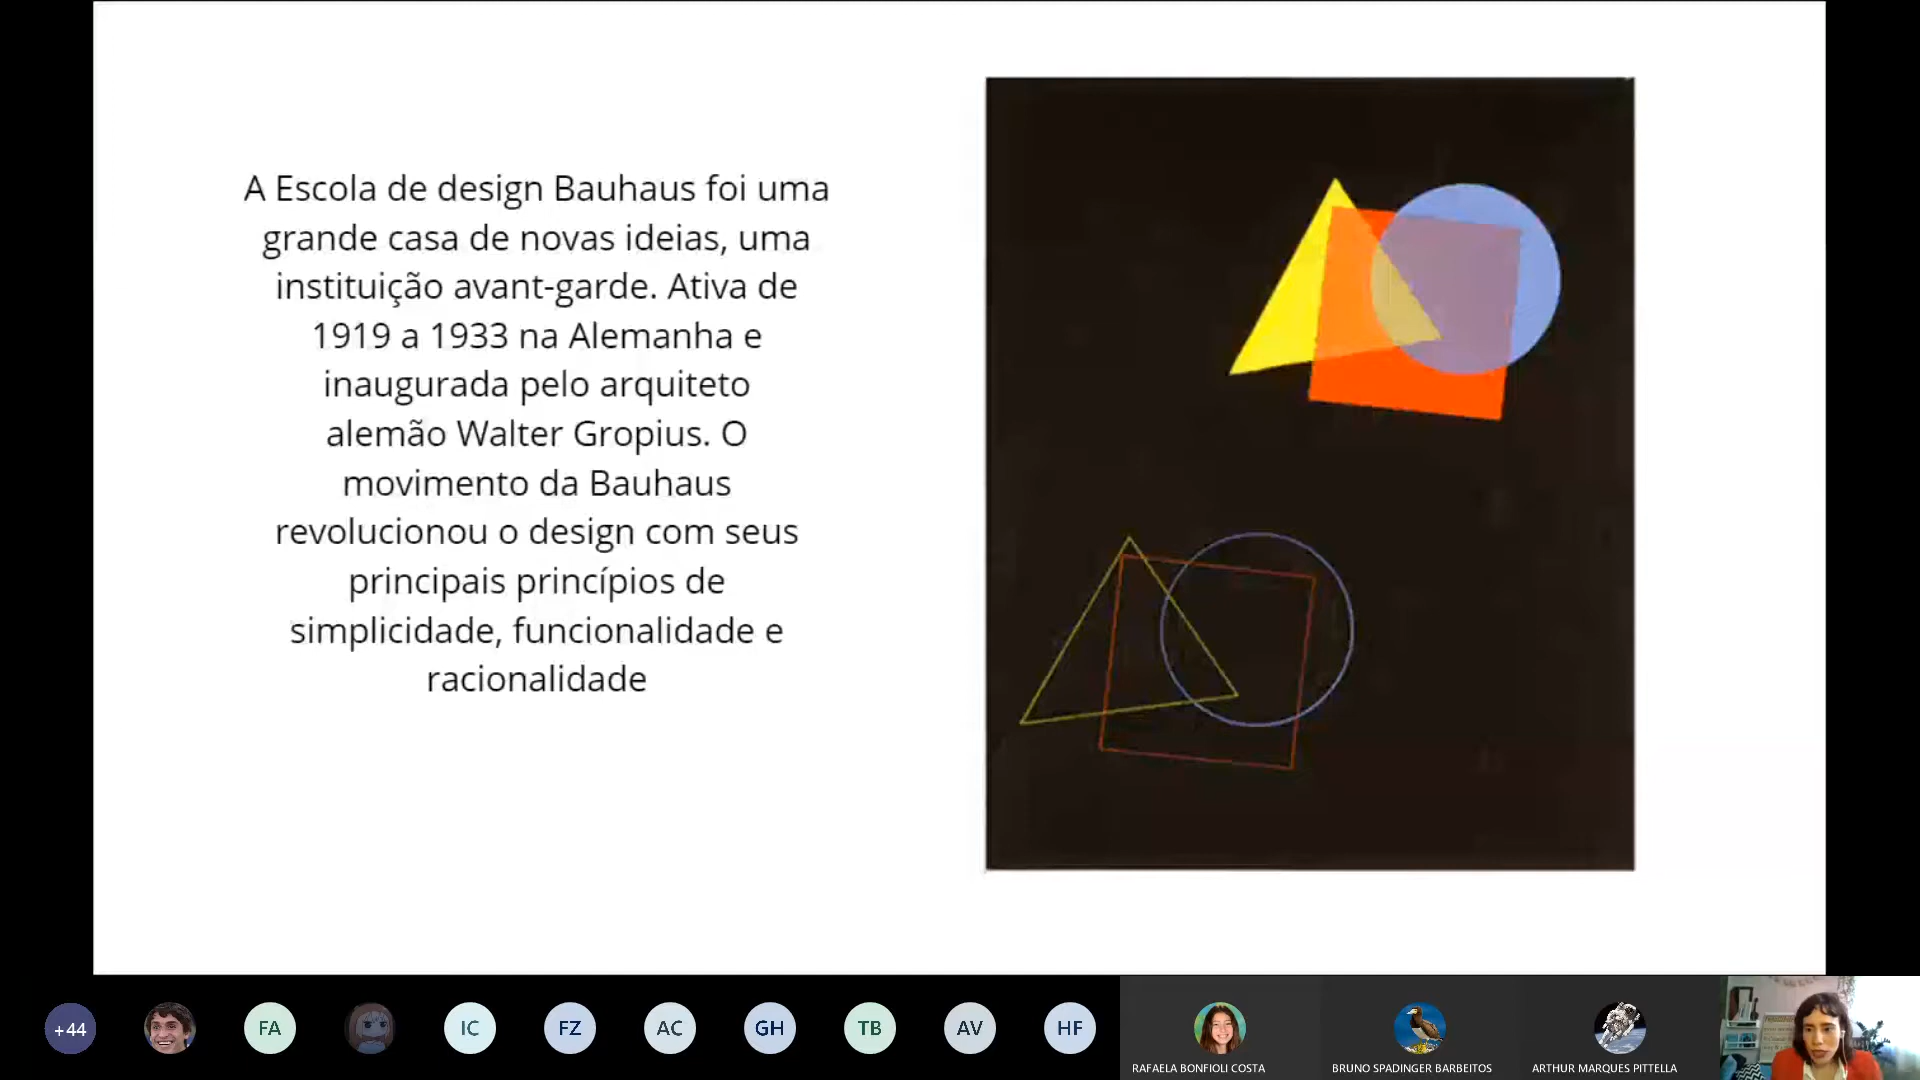 A Escola de design Bauhaus foi uma
grande casa de novas ideias, uma
instituição avant-garde. Ativa de
1919 a 1933 na Alemanha e
inaugurada pelo arquiteto
alemão Walter Gropius. O
movimento da Bauhaus
revolucionou o design com seus
principais princípios de
simplicidade, funcionalidade e
racionalidade
+44
FA
IC
FZ
AC
GH
TB
AV
HF
RAFAELA BONFIOLI COSTA
BRUNO SPADINGER BARBEITOS
ARTHUR MARQUES PITTELLA